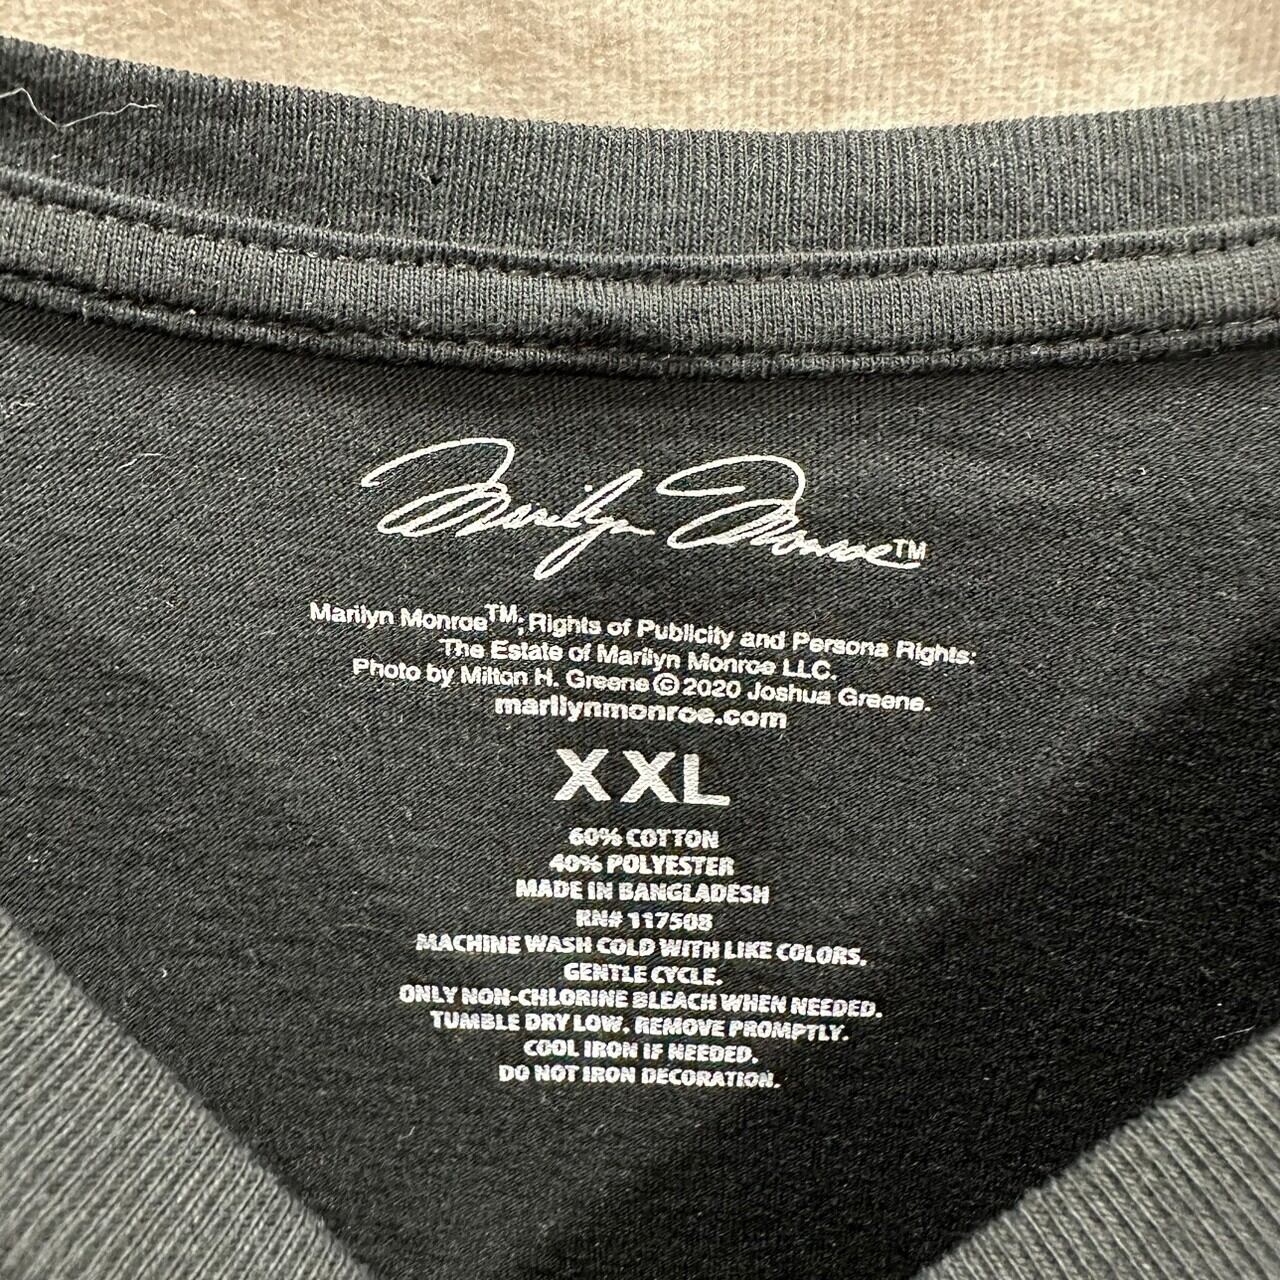 Marilyn Monroe™
Marilyn Monroe™; Rights of Publicity and Persona Rights:
The Estate of Marilyn Monroe LLC.
Photo by Milton H. Greene © 2020 Joshua Greene.
marilynmonroe.com
XXL
60% COTTON
40% POLYESTER
MADE IN BANGLADESH
RN# 117508
MACHINE WASH COLD WITH LIKE COLORS.
GENTLE CYCLE.
ONLY NON-CHLORINE BLEACH WHEN NEEDED.
TUMBLE DRY LOW. REMOVE PROMPTLY.
COOL IRON IF NEEDED.
DO NOT IRON DECORATION.